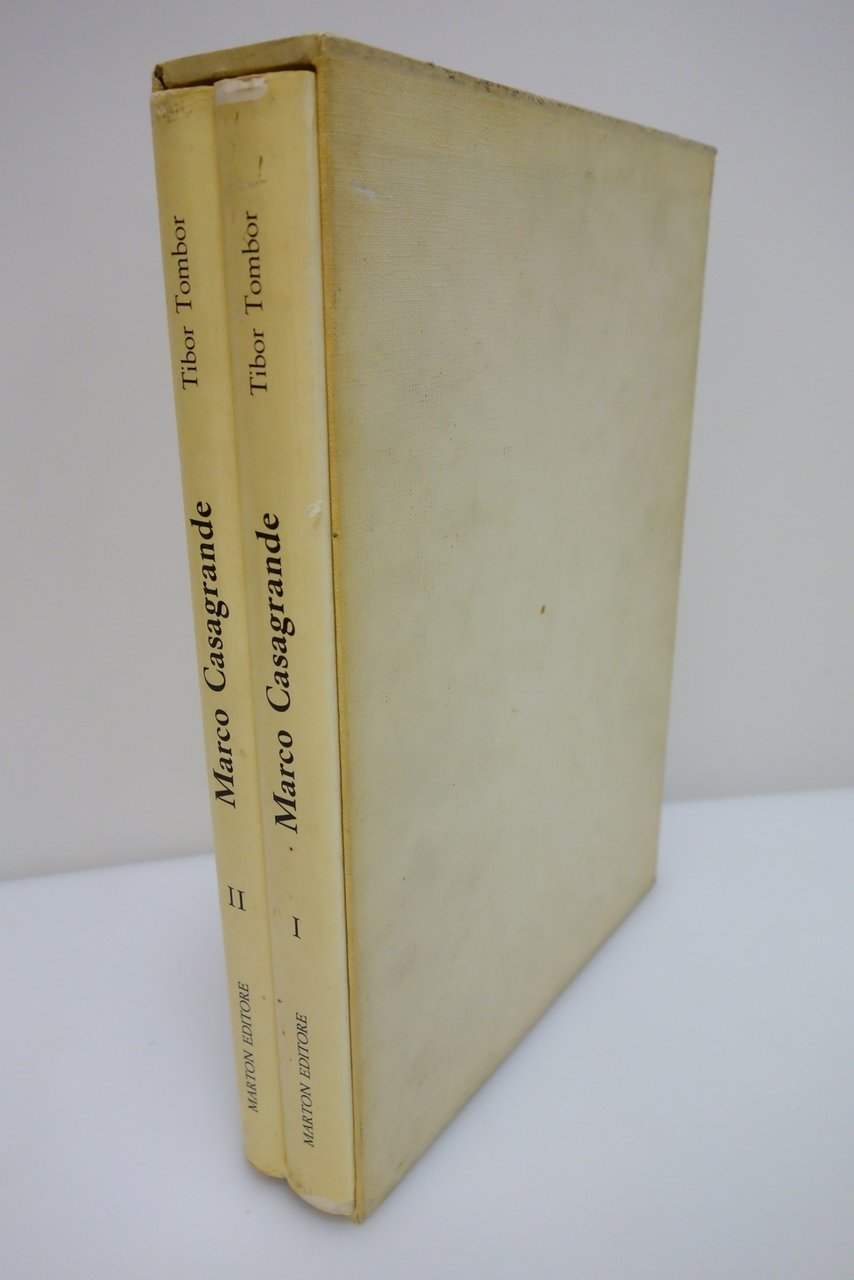 Tibor Tombor
Marco Casagrande
II
MARTON EDITORE
Tibor Tombor
Marco Casagrande
I
MARTON EDITORE